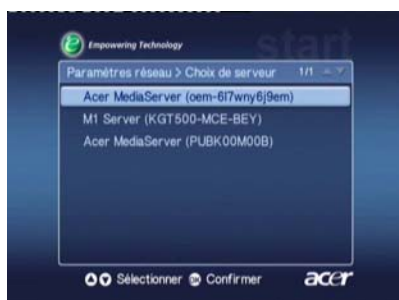 Empowering Technology
start
Paramètres réseau > Choix de serveur 1/1
Acer MediaServer (oem-6l7wny6j9em)
M1 Server (KGT500-MCE-BEY)
Acer MediaServer (PUBK00M00B)
Sélectionner Confirmer
acer